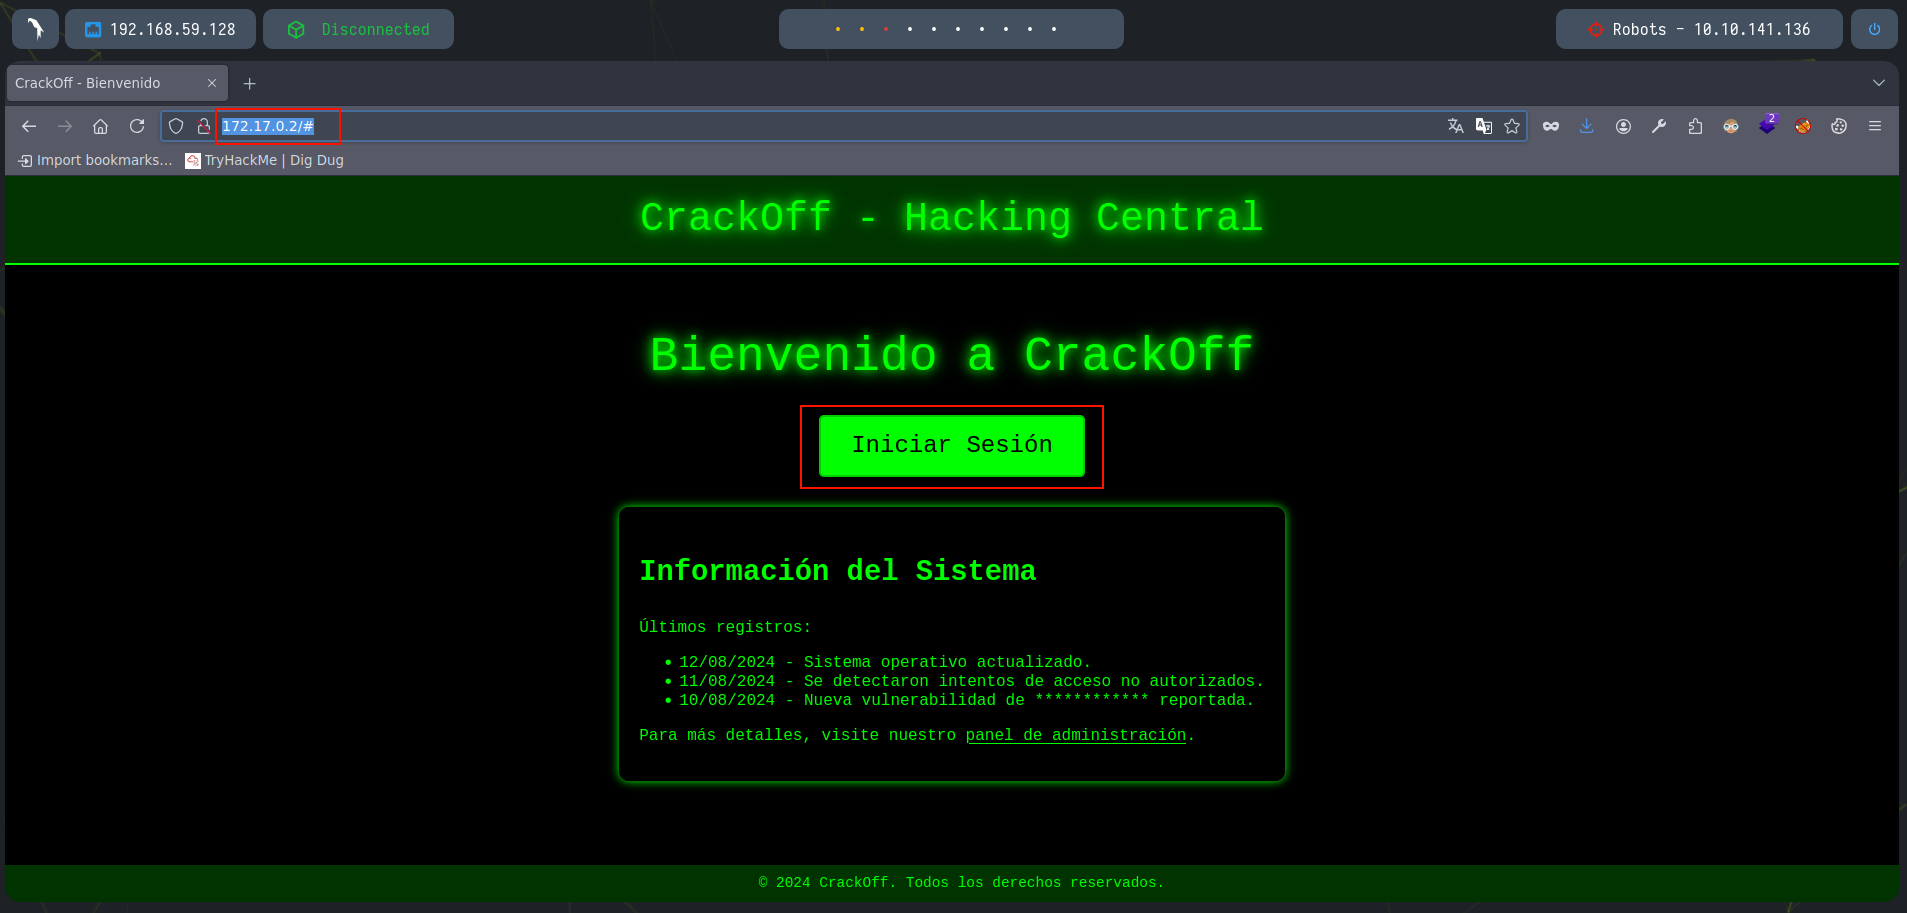 192.168.59.128
Disconnected
Robots - 10.10.141.136
CrackOff - Bienvenido
172.17.0.2/#
2
Import bookmarks...
TryHackMe | Dig Dug
CrackOff - Hacking Central
Bienvenido a CrackOff
Iniciar Sesión
Información del Sistema
Últimos registros:
12/08/2024 - Sistema operativo actualizado.
11/08/2024 - Se detectaron intentos de acceso no autorizados.
10/08/2024 - Nueva vulnerabilidad de ************ reportada.
Para más detalles, visite nuestro panel de administración.
© 2024 CrackOff. Todos los derechos reservados.